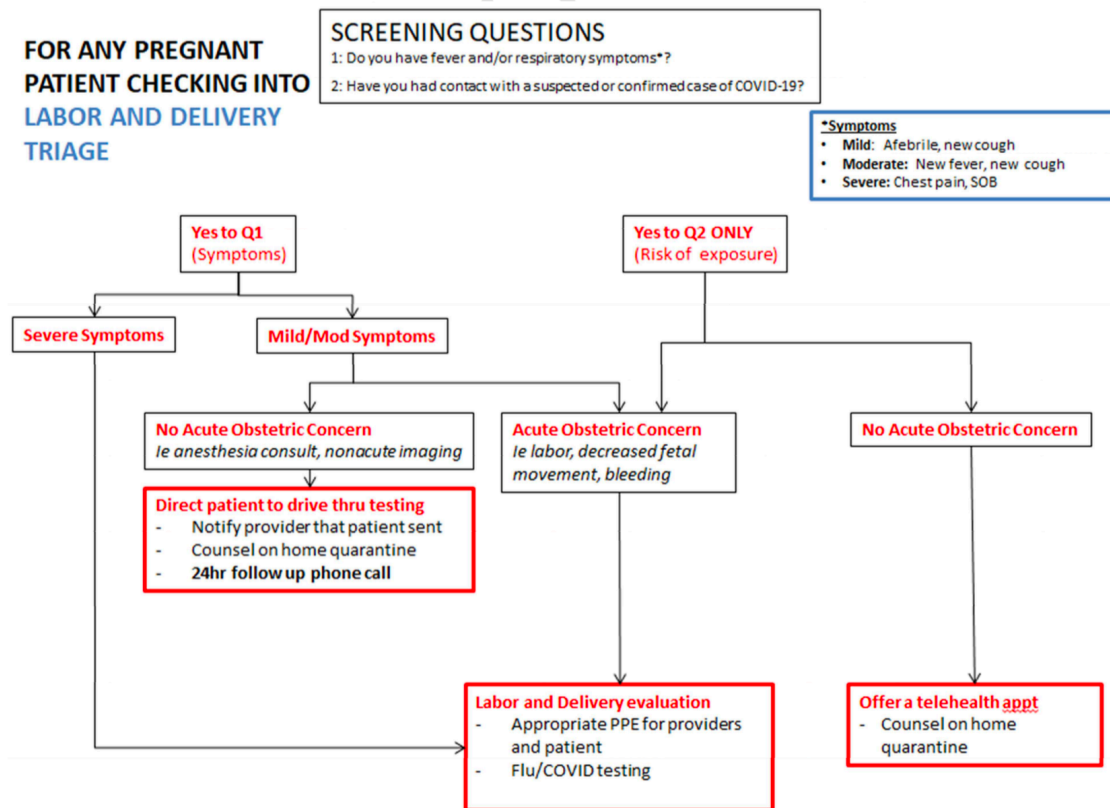 FOR ANY PREGNANT
PATIENT CHECKING INTO
LABOR AND DELIVERY
TRIAGE
SCREENING QUESTIONS
1: Do you have fever and/or respiratory symptoms*?
2: Have you had contact with a suspected or confirmed case of COVID-19?
*Symptoms
• Mild: Afebrile, new cough
• Moderate: New fever, new cough
• Severe: Chest pain, SOB
Yes to Q1
(Symptoms)
Yes to Q2 ONLY
(Risk of exposure)
Severe Symptoms
Mild/Mod Symptoms
No Acute Obstetric Concern
Ie anesthesia consult, nonacute imaging
Acute Obstetric Concern
Ie labor, decreased fetal
movement, bleeding
No Acute Obstetric Concern
Direct patient to drive thru testing
- Notify provider that patient sent
- Counsel on home quarantine
- 24hr follow up phone call
Labor and Delivery evaluation
- Appropriate PPE for providers
and patient
- Flu/COVID testing
Offer a telehealth appt
- Counsel on home
quarantine